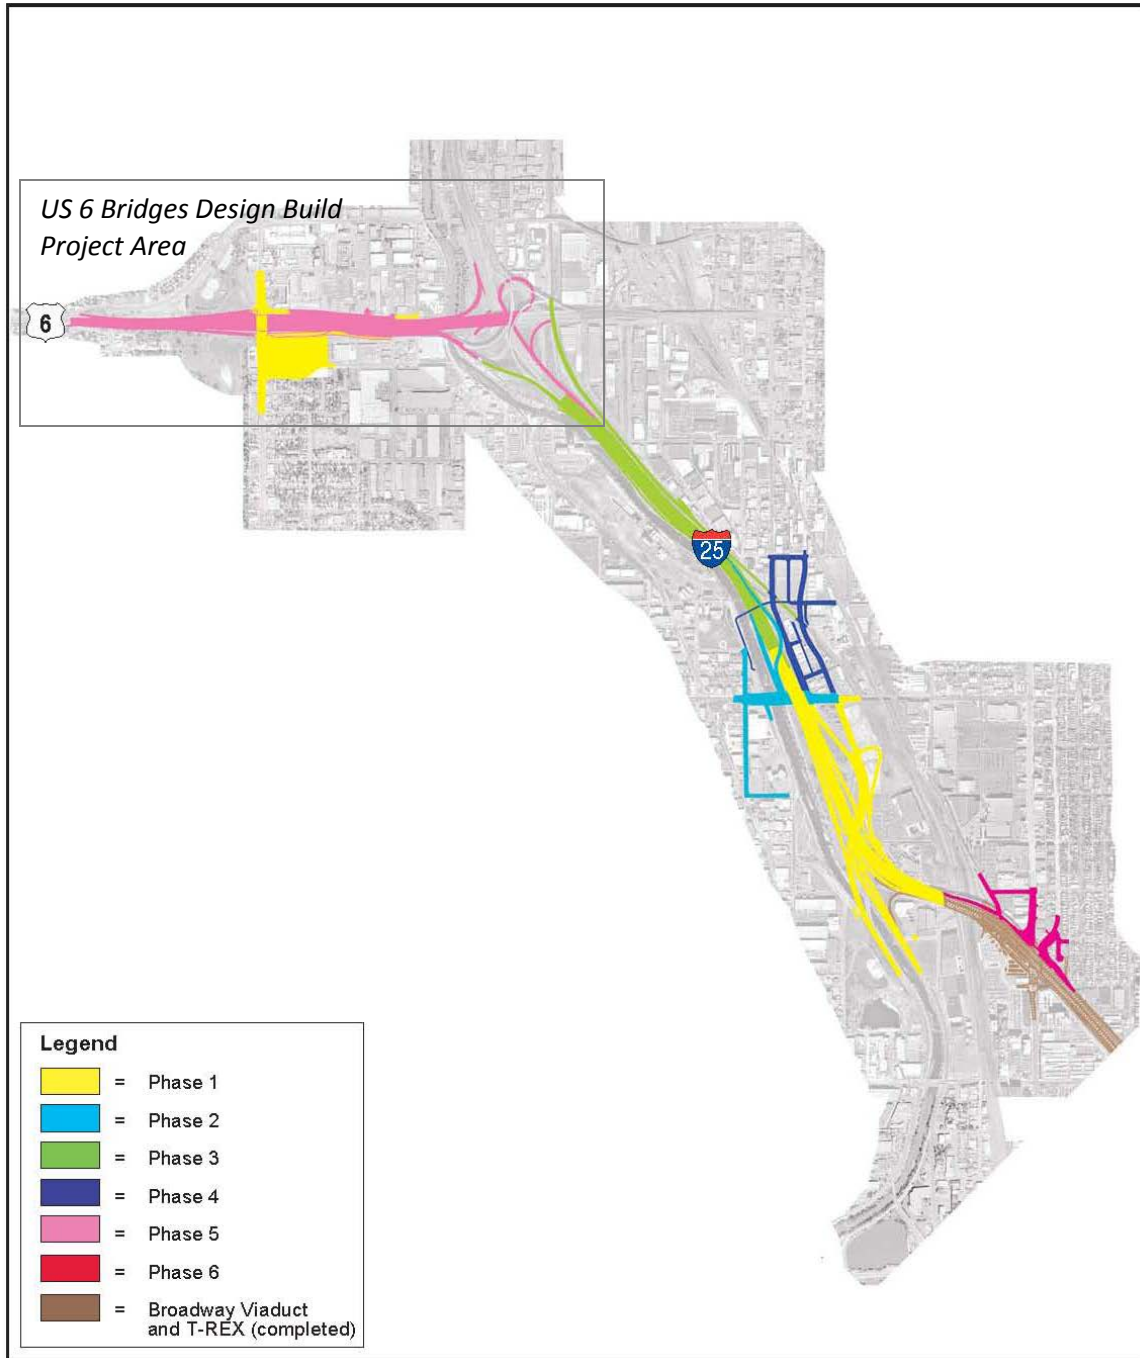 US 6 Bridges Design Build
Project Area
6
25
Legend
= Phase 1
= Phase 2
= Phase 3
= Phase 4
= Phase 5
= Phase 6
= Broadway Viaduct
and T-REX (completed)